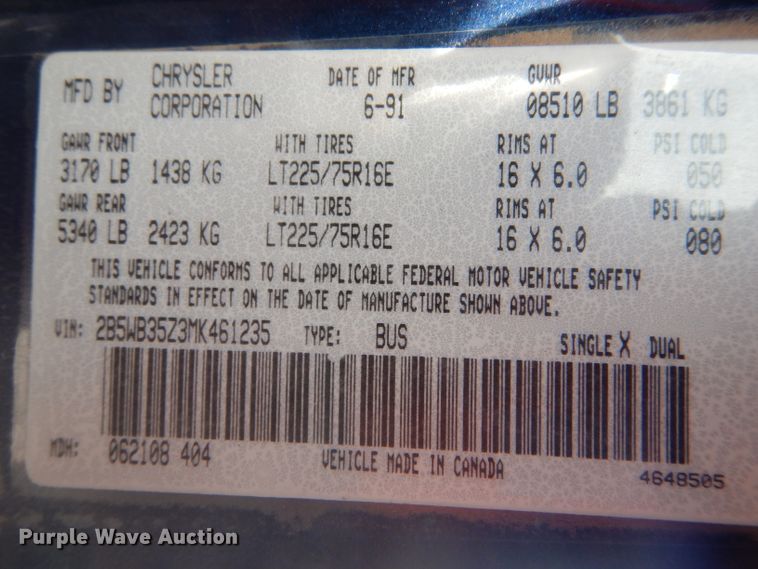 MFD BY CHRYSLER CORPORATION DATE OF MFR 6-91 GVWR 08510 LB 3861 KG
GAWR FRONT WITH TIRES RIMS AT PSI COLD
3170 LB 1438 KG LT225/75R16E 16 X 6.0 050
GAWR REAR WITH TIRES RIMS AT PSI COLD
5340 LB 2423 KG LT225/75R16E 16 X 6.0 080
THIS VEHICLE CONFORMS TO ALL APPLICABLE FEDERAL MOTOR VEHICLE SAFETY
STANDARDS IN EFFECT ON THE DATE OF MANUFACTURE SHOWN ABOVE.
VIN: 2B5WB35Z3MK461235 TYPE: BUS SINGLE X DUAL
MDH: 062108 404 VEHICLE MADE IN CANADA 4648505
Purple Wave Auction